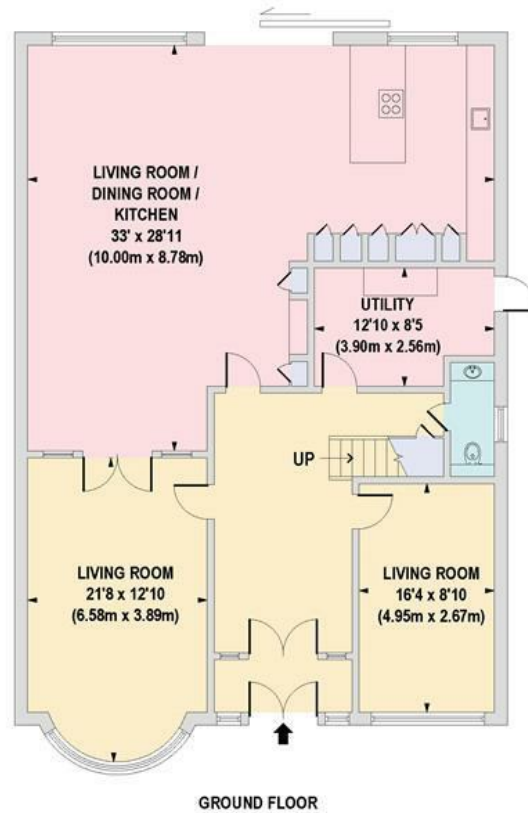 LIVING ROOM /
DINING ROOM /
KITCHEN
33' x 28'11
(10.00m x 8.78m)
UTILITY
12'10 x 8'5
(3.90m x 2.56m)
UP
LIVING ROOM
21'8 x 12'10
(6.58m x 3.89m)
LIVING ROOM
16'4 x 8'10
(4.95m x 2.67m)
GROUND FLOOR